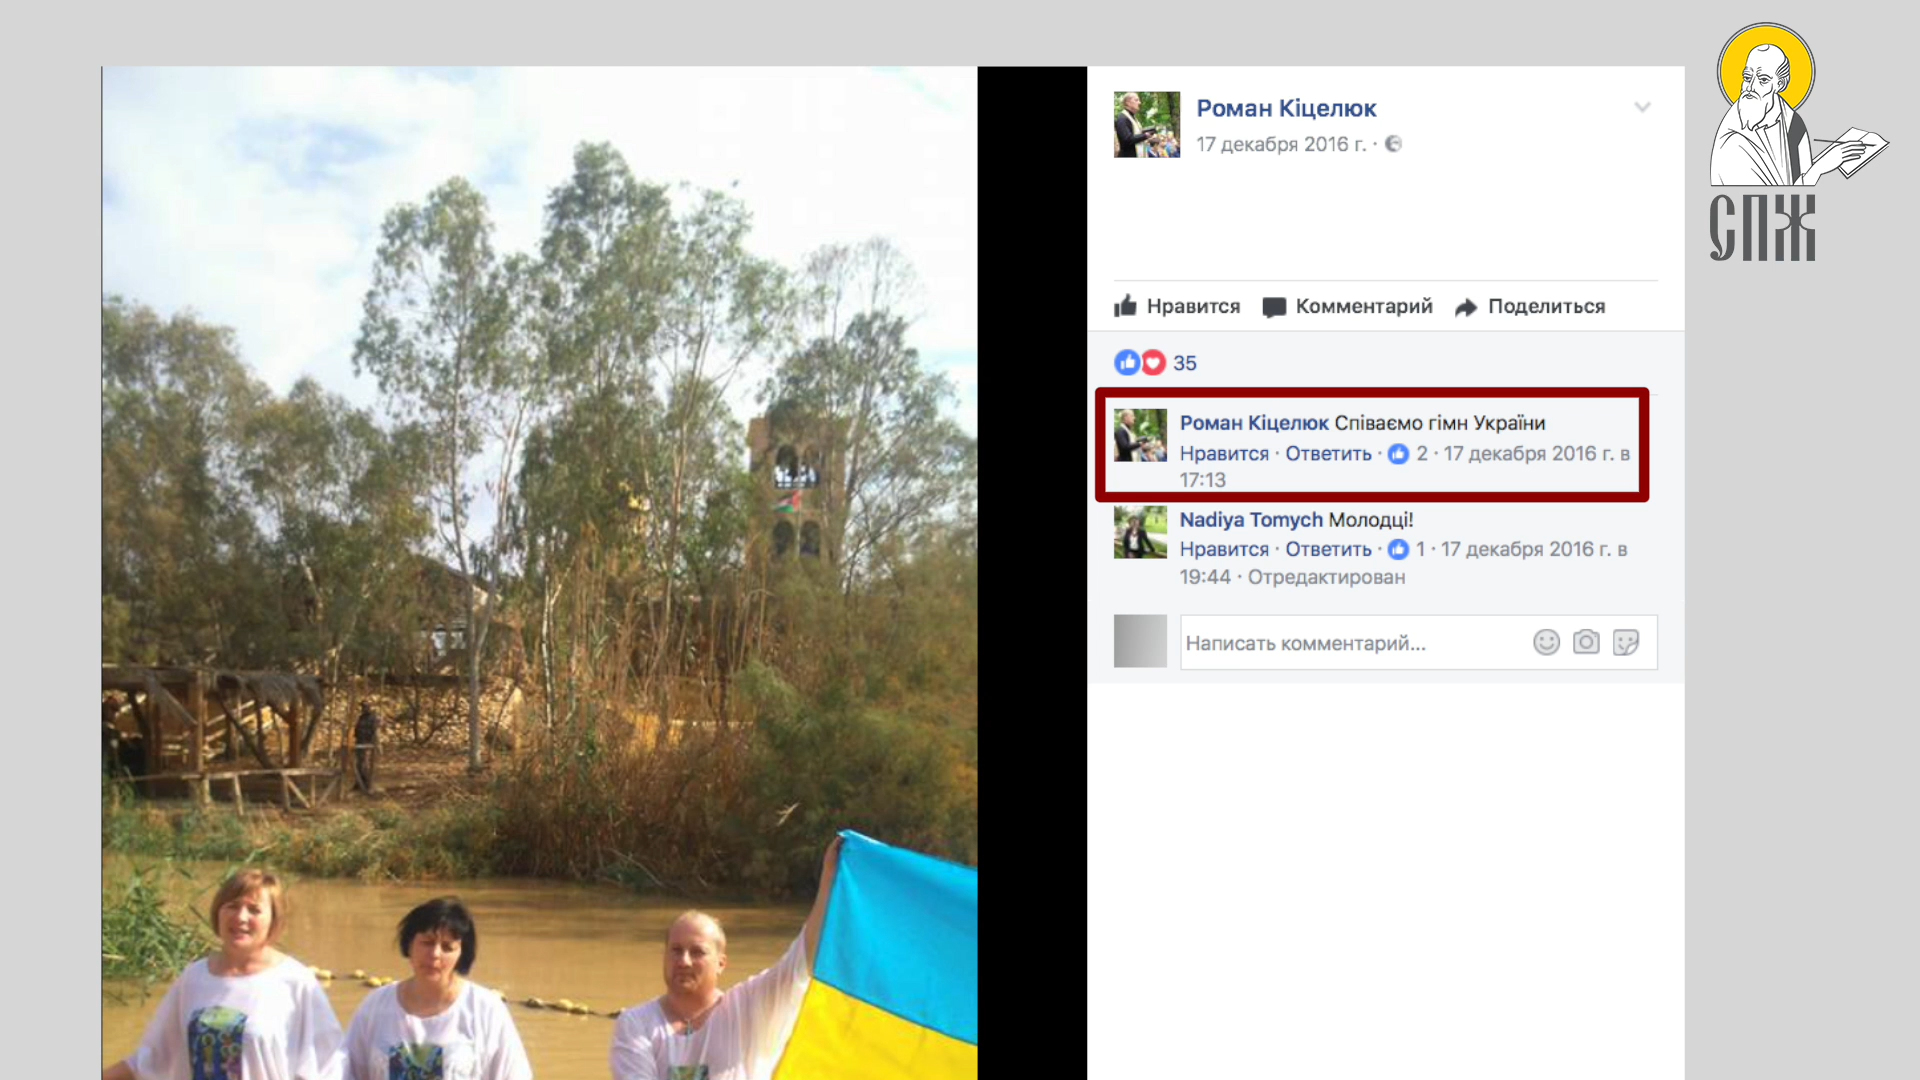 Роман Кіцелюк
17 декабря 2016 г. ·
СПЖ
Нравится Комментарий Поделиться
35
Роман Кіцелюк Співаємо гімн України
Нравится · Ответить · 2 · 17 декабря 2016 г. в
17:13
Nadiya Tomych Молодці!
Нравится · Ответить · 1 · 17 декабря 2016 г. в
19:44 · Отредактирован
Написать комментарий...